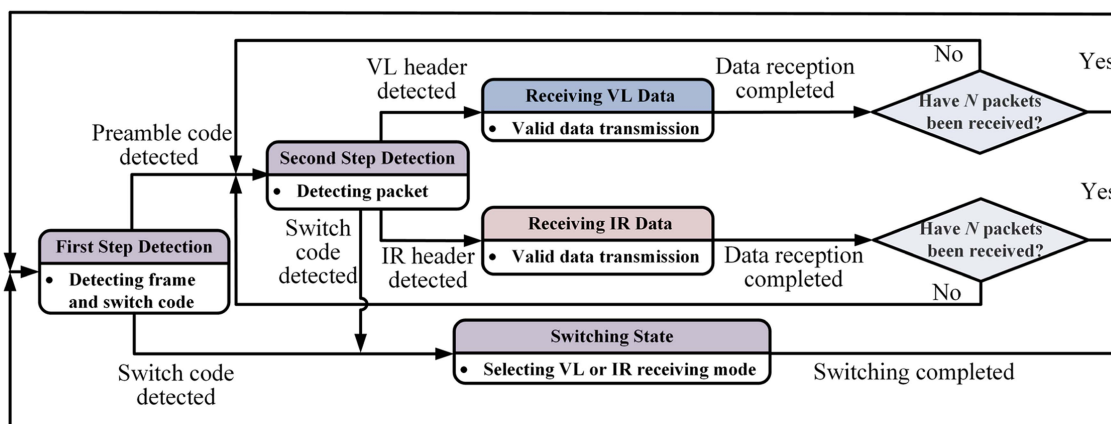 No
Yes
VL header
detected
Data reception
completed
Receiving VL Data
• Valid data transmission
Have N packets
been received?
Preamble code
detected
Second Step Detection
• Detecting packet
Yes
Receiving IR Data
• Valid data transmission
Have N packets
been received?
Switch
code
detected
IR header
detected
Data reception
completed
First Step Detection
• Detecting frame
and switch code
No
Switching State
• Selecting VL or IR receiving mode
Switch code
detected
Switching completed